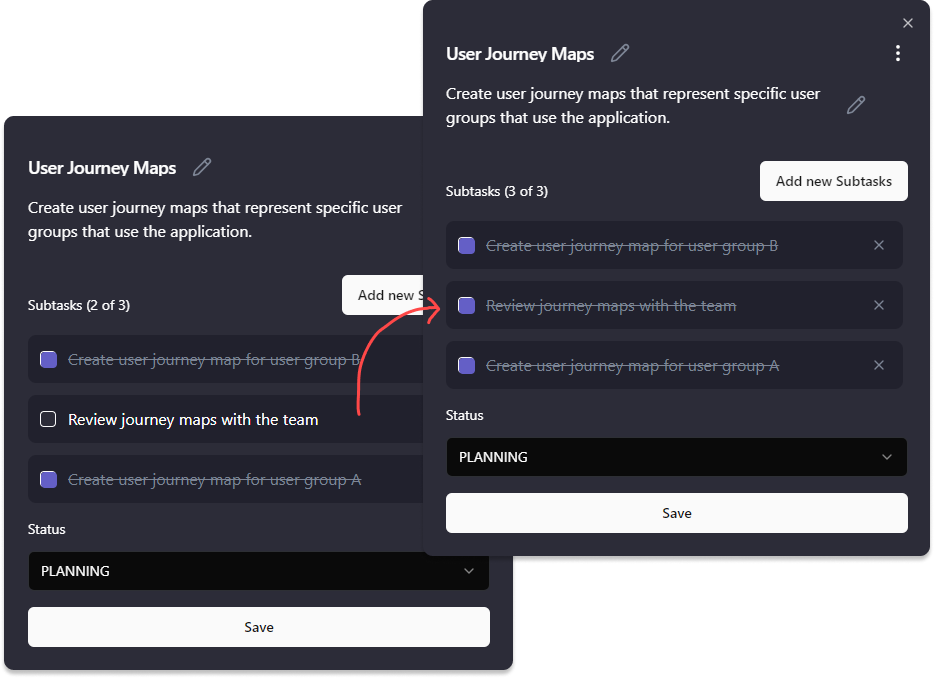 User Journey Maps
Create user journey maps that represent specific user
groups that use the application.
Subtasks (2 of 3)
Add new S
Create user journey map for user group B
Review journey maps with the team
Create user journey map for user group A
Status
PLANNING
Save
User Journey Maps
Create user journey maps that represent specific user
groups that use the application.
Subtasks (3 of 3)
Add new Subtasks
Create user journey map for user group B
Review journey maps with the team
Create user journey map for user group A
Status
PLANNING
Save